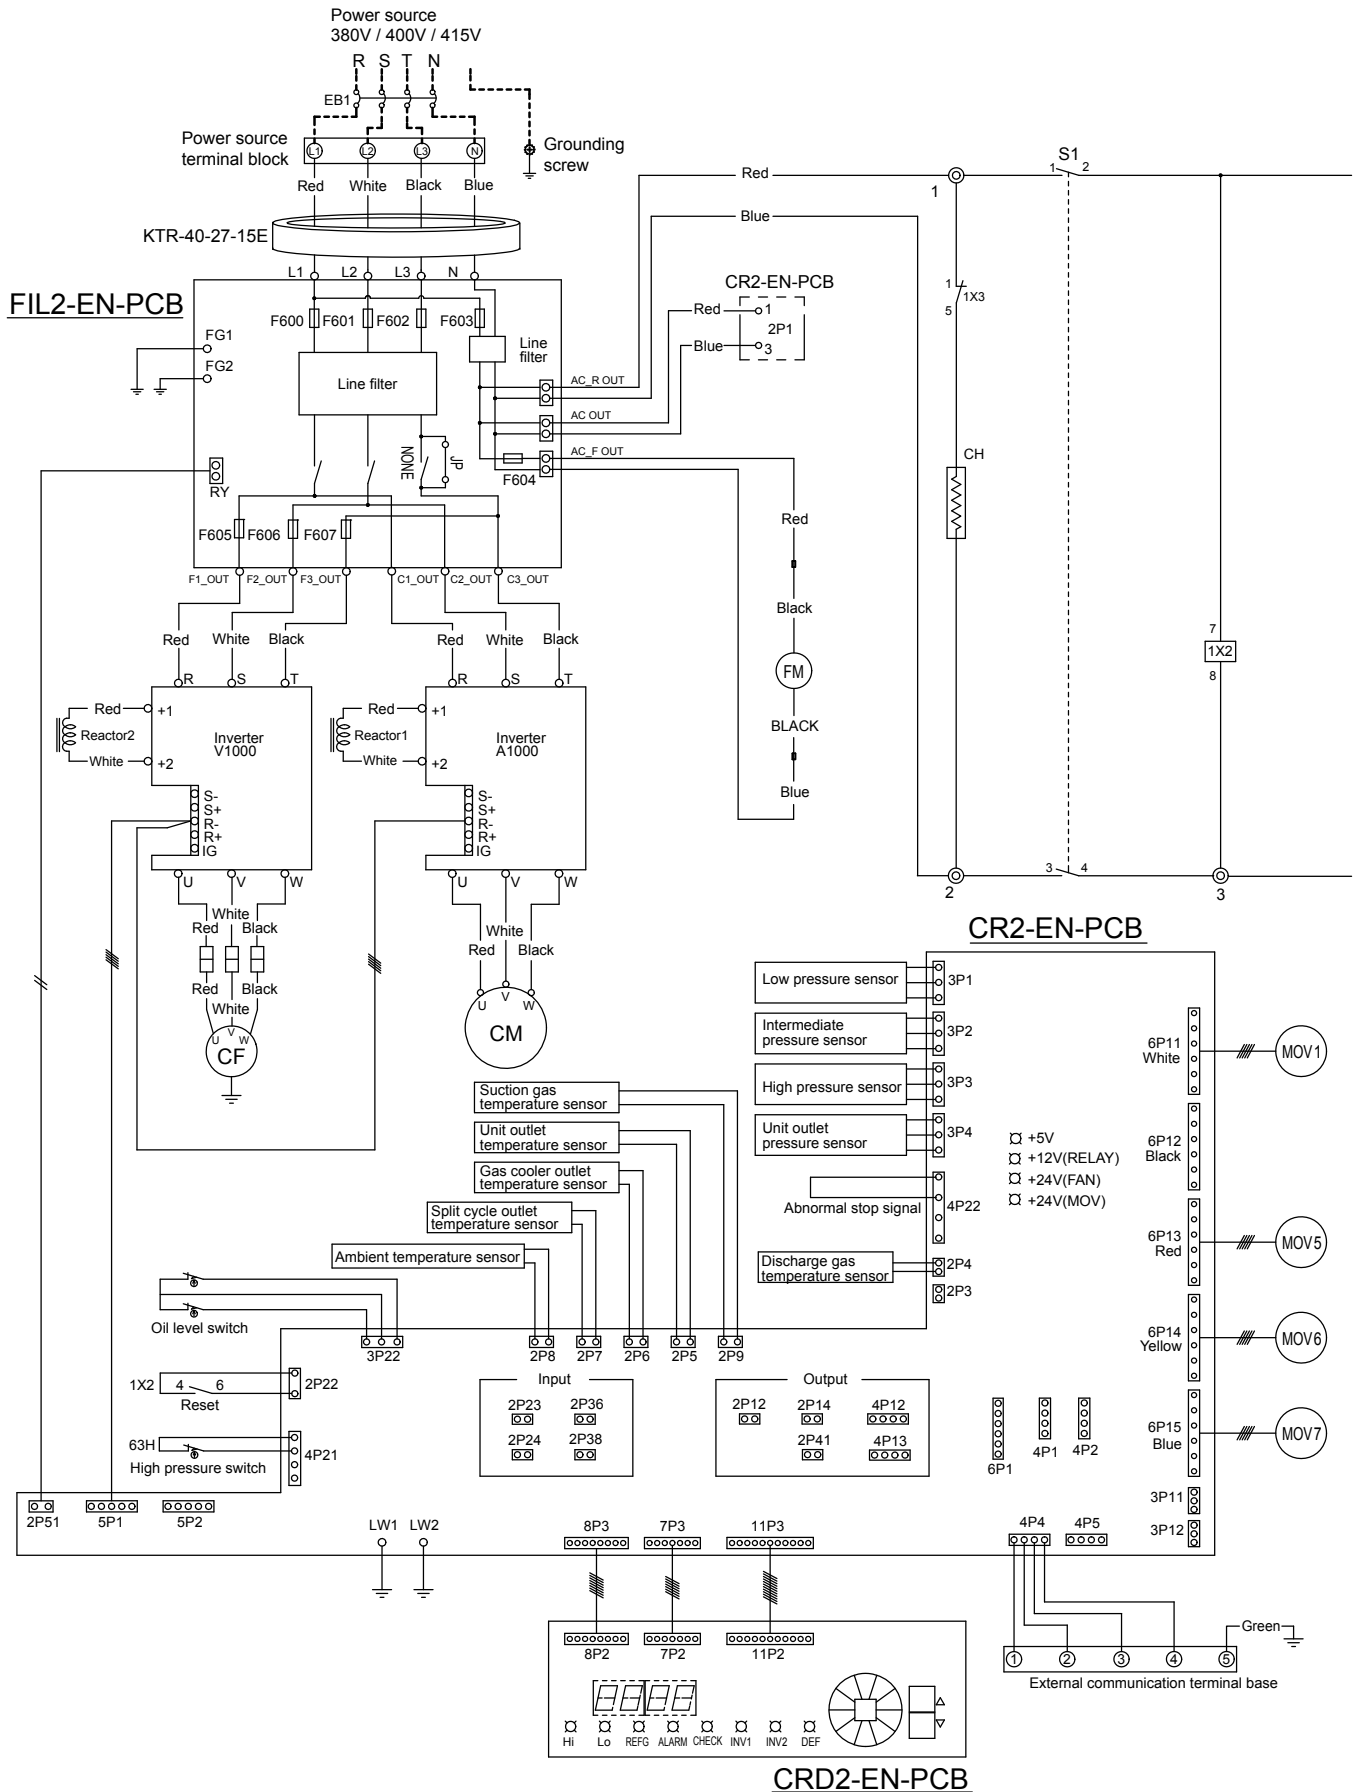 Power source
380V / 400V / 415V
R S T N
EB1
Power source
terminal block
L1 L2 L3 N
Grounding
screw
Red White Black Blue
KTR-40-27-15E
L1 L2 L3 N
FIL2-EN-PCB
F600 F601 F602 F603
FG1
FG2
Line filter
Line
filter
AC_R OUT
AC OUT
AC_F OUT
NONE
JP
F604
RY
F605 F606 F607
F1_OUT F2_OUT F3_OUT C1_OUT C2_OUT C3_OUT
Red White Black Red White Black
R S T R S T
Red +1
Reactor2
White +2
Inverter
V1000
Red +1
Reactor1
White +2
Inverter
A1000
S-
S+
R-
R+
IG
S-
S+
R-
R+
IG
U V W U V W
White
Red Black
Red Black
White
U V W
CF
White
Red Black
U V W
CM
Red
Blue
CR2-EN-PCB
Red 1
2P1
Blue 3
Red
Black
FM
BLACK
Blue
1
S1
1 2
1
1X3
5
CH
7
1X2
8
2
3 4
3
CR2-EN-PCB
Low pressure sensor
3P1
Intermediate
pressure sensor
3P2
High pressure sensor
3P3
Unit outlet
pressure sensor
3P4
Abnormal stop signal
4P22
Discharge gas
temperature sensor
2P4
2P3
+5V
+12V(RELAY)
+24V(FAN)
+24V(MOV)
6P11
White
MOV1
6P12
Black
6P13
Red
MOV5
6P14
Yellow
MOV6
6P15
Blue
MOV7
Suction gas
temperature sensor
Unit outlet
temperature sensor
Gas cooler outlet
temperature sensor
Split cycle outlet
temperature sensor
Ambient temperature sensor
Oil level switch
3P22 2P8 2P7 2P6 2P5 2P9
1X2 4 6
Reset
2P22
63H
High pressure switch
4P21
Input
2P23 2P36
2P24 2P38
Output
2P12 2P14 4P12
2P41 4P13
6P1 4P1 4P2
3P11
3P12
2P51 5P1 5P2
LW1 LW2
8P3 7P3 11P3
4P4 4P5
8P2 7P2 11P2
Hi Lo REFG ALARM CHECK INV1 INV2 DEF
CRD2-EN-PCB
Green
1 2 3 4 5
External communication terminal base